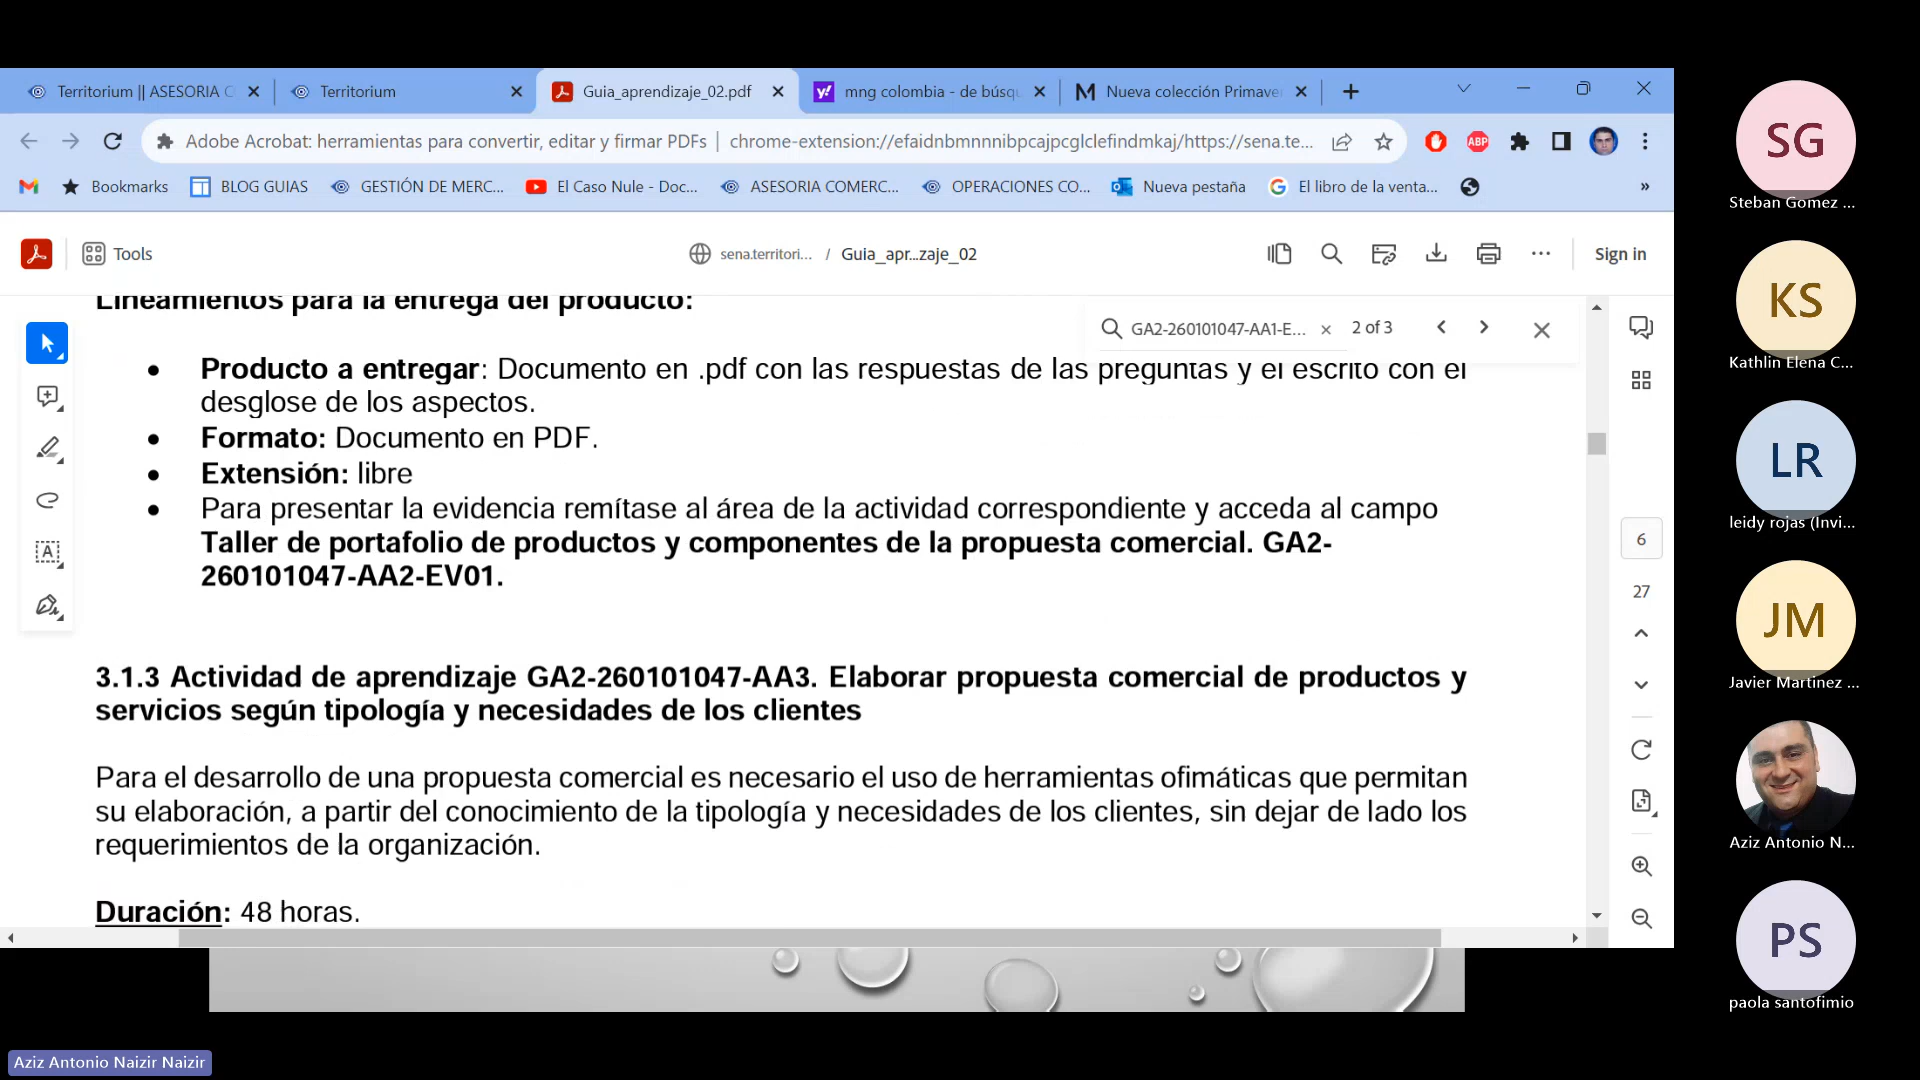 Territorium || ASESORIA C
Territorium
Guia_aprendizaje_02.pdf
mng colombia - de búsqu
Nueva colección Primave
Adobe Acrobat: herramientas para convertir, editar y firmar PDFs | chrome-extension://efaidnbmnnnibpcajpcglclefindmkaj/https://sena.te...
ABP
Bookmarks
BLOG GUIAS
GESTIÓN DE MERC...
El Caso Nule - Doc...
ASESORIA COMERC...
OPERACIONES CO...
Nueva pestaña
El libro de la venta...
»
Tools
sena.territori... / Guia_apr...zaje_02
Sign in
GA2-260101047-AA1-E...
2 of 3
Lineamientos para la entrega del producto:
• Producto a entregar: Documento en .pdf con las respuestas de las preguntas y el escrito con el
desglose de los aspectos.
• Formato: Documento en PDF.
• Extensión: libre
• Para presentar la evidencia remítase al área de la actividad correspondiente y acceda al campo
Taller de portafolio de productos y componentes de la propuesta comercial. GA2-
260101047-AA2-EV01.
3.1.3 Actividad de aprendizaje GA2-260101047-AA3. Elaborar propuesta comercial de productos y
servicios según tipología y necesidades de los clientes
Para el desarrollo de una propuesta comercial es necesario el uso de herramientas ofimáticas que permitan
su elaboración, a partir del conocimiento de la tipología y necesidades de los clientes, sin dejar de lado los
requerimientos de la organización.
Duración: 48 horas.
6
27
SG
Steban Gomez ...
KS
Kathlin Elena C...
LR
leidy rojas (Invi...
JM
Javier Martinez ...
Aziz Antonio N...
PS
paola santofimio
Aziz Antonio Naizir Naizir